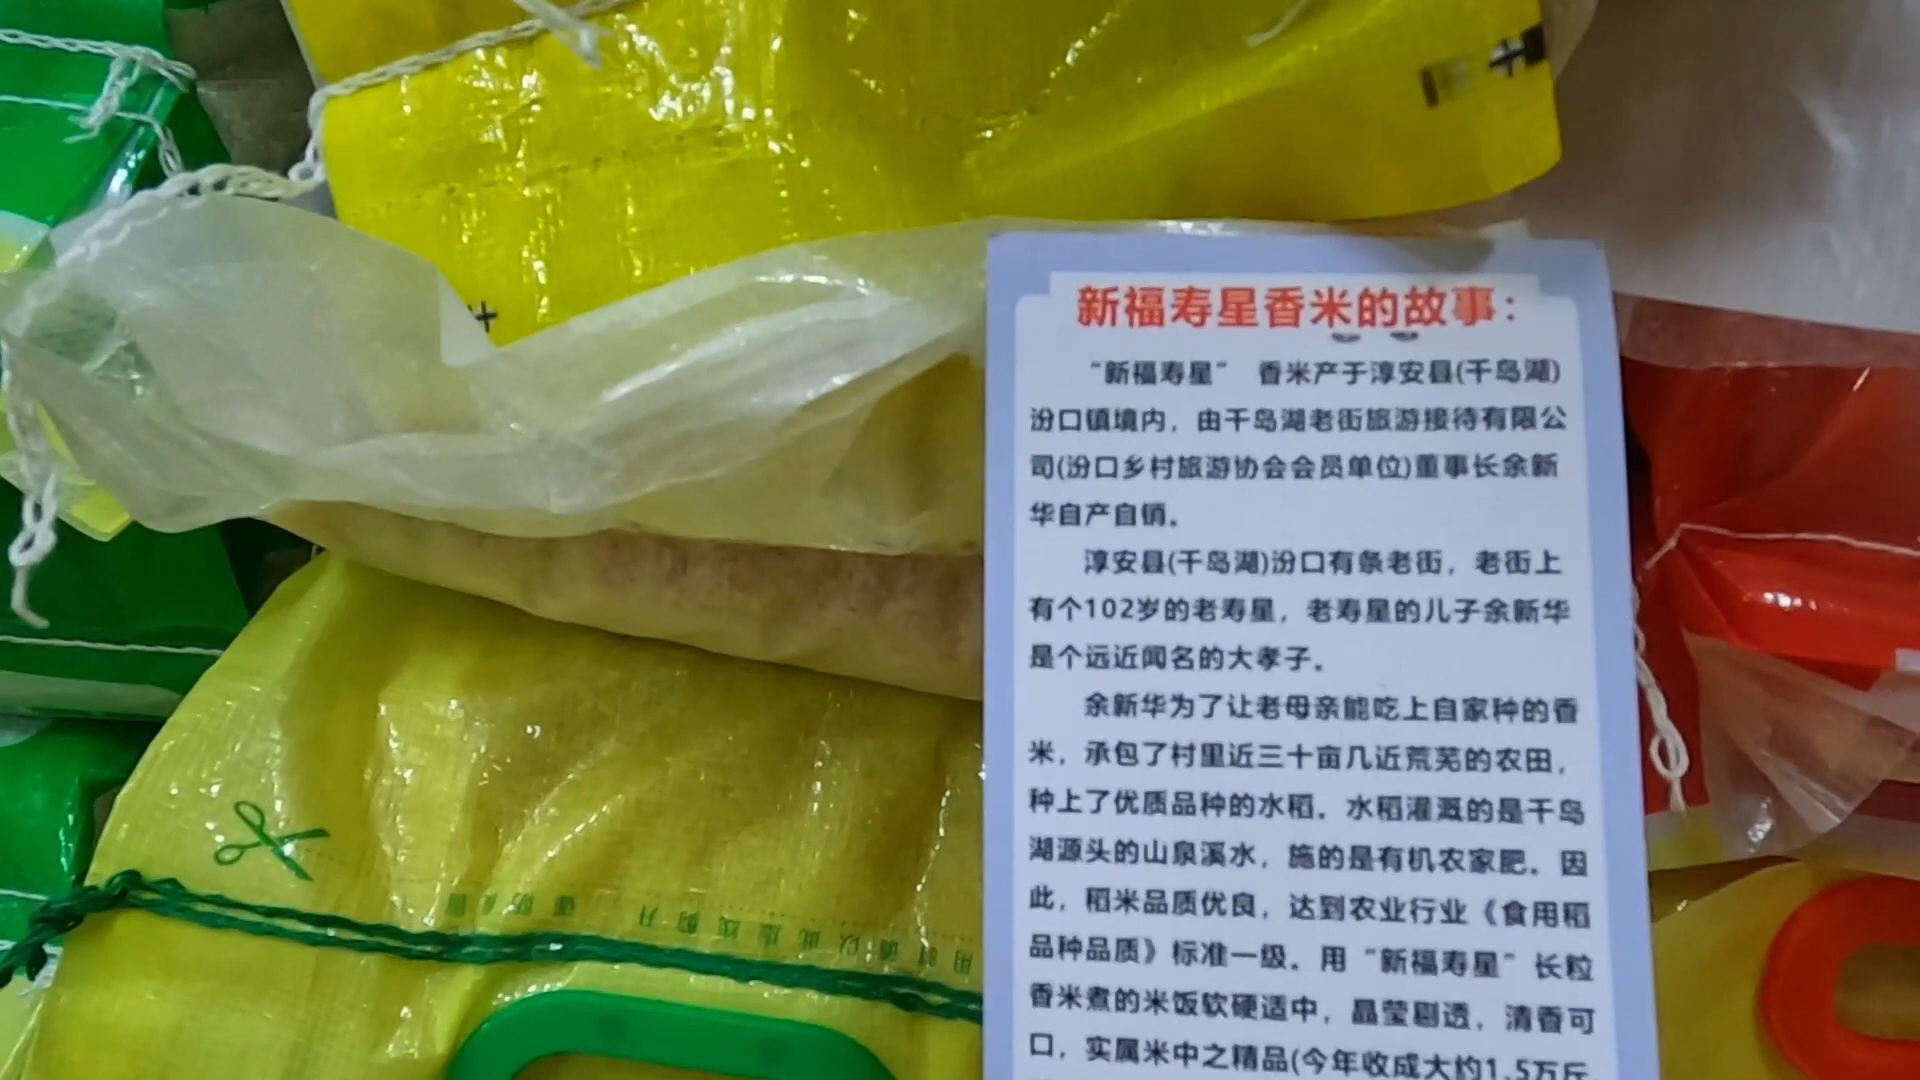 新福寿星香米的故事：
“新福寿星” 香米产于淳安县(千岛湖)
汾口镇境内，由千岛湖老街旅游接待有限公
司(汾口乡村旅游协会会员单位)董事长余新
华自产自销。
淳安县(千岛湖)汾口有条老街，老街上
有个102岁的老寿星，老寿星的儿子余新华
是个远近闻名的大孝子。
余新华为了让老母亲能吃上自家种的香
米，承包了村里近三十亩几近荒芜的农田，
种上了优质品种的水稻。水稻灌溉的是千岛
湖源头的山泉溪水，施的是有机农家肥。因
此，稻米品质优良，达到农业行业《食用稻
品种品质》标准一级。用“新福寿星”长粒
香米煮的米饭软硬适中，晶莹剔透，清香可
口，实属米中之精品(今年收成大约1.5万斤